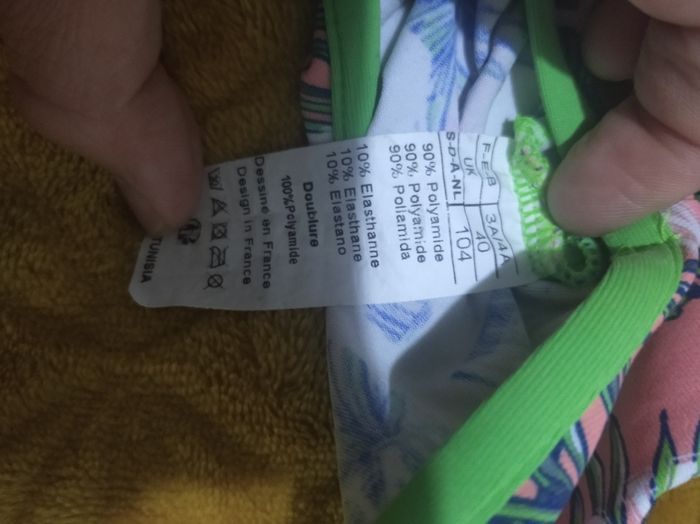 F-E-B 3A/4A
UK 40
S-D-A-NL 104
90% Polyamide
90% Polyamide
90% Poliamida
10% Elasthanne
10% Elasthane
10% Elastano
Doublure
100%Polyamide
Dessiné en France
Design in France
TUNISIA